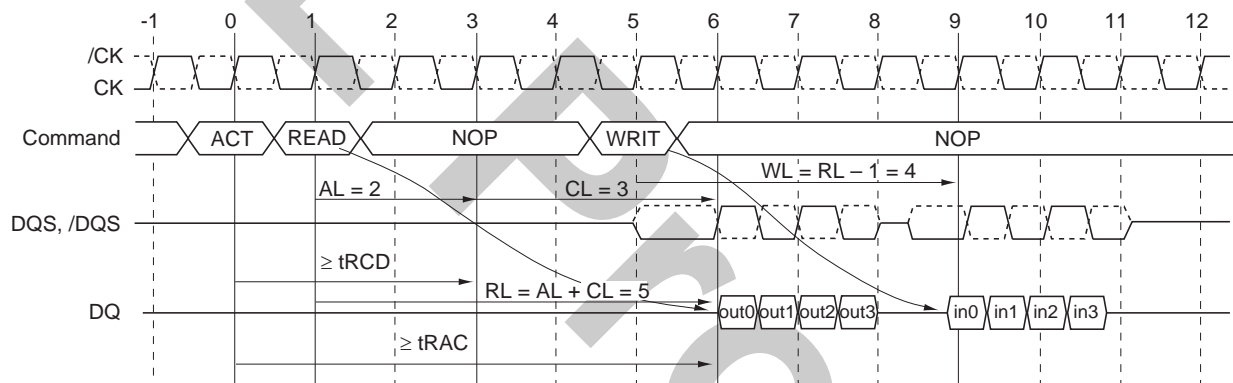 -1 0 1 2 3 4 5 6 7 8 9 10 11 12
/CK
CK
Command ACT READ NOP WRIT NOP
WL = RL – 1 = 4
AL = 2 CL = 3
DQS, /DQS
≥ tRCD
RL = AL + CL = 5
DQ out0 out1 out2 out3 in0 in1 in2 in3
≥ tRAC